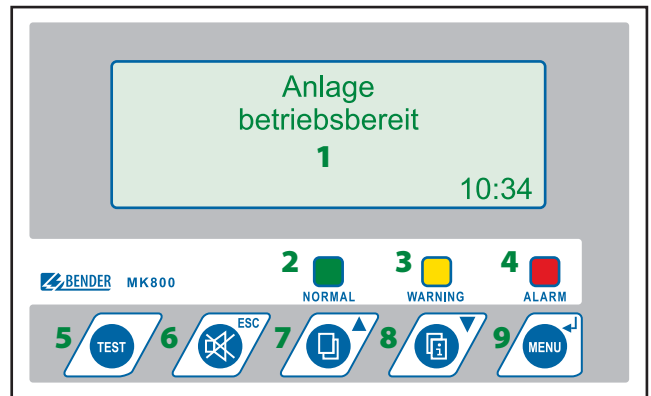 Anlage
betriebsbereit
1
10:34
2 3 4
BENDER MK800
NORMAL WARNING ALARM
5 TEST 6 ESC 7 8 i 9 MENU